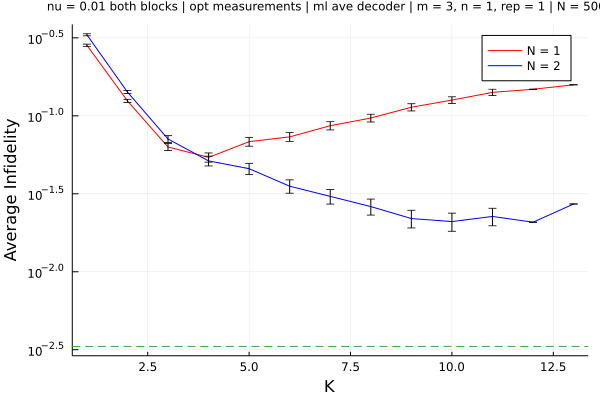 nu = 0.01 both blocks | opt measurements | ml ave decoder | m = 3, n = 1, rep = 1 | N = 500
N = 1
N = 2
10^-0.5
10^-1.0
10^-1.5
10^-2.0
10^-2.5
Average Infidelity
2.5 5.0 7.5 10.0 12.5
K